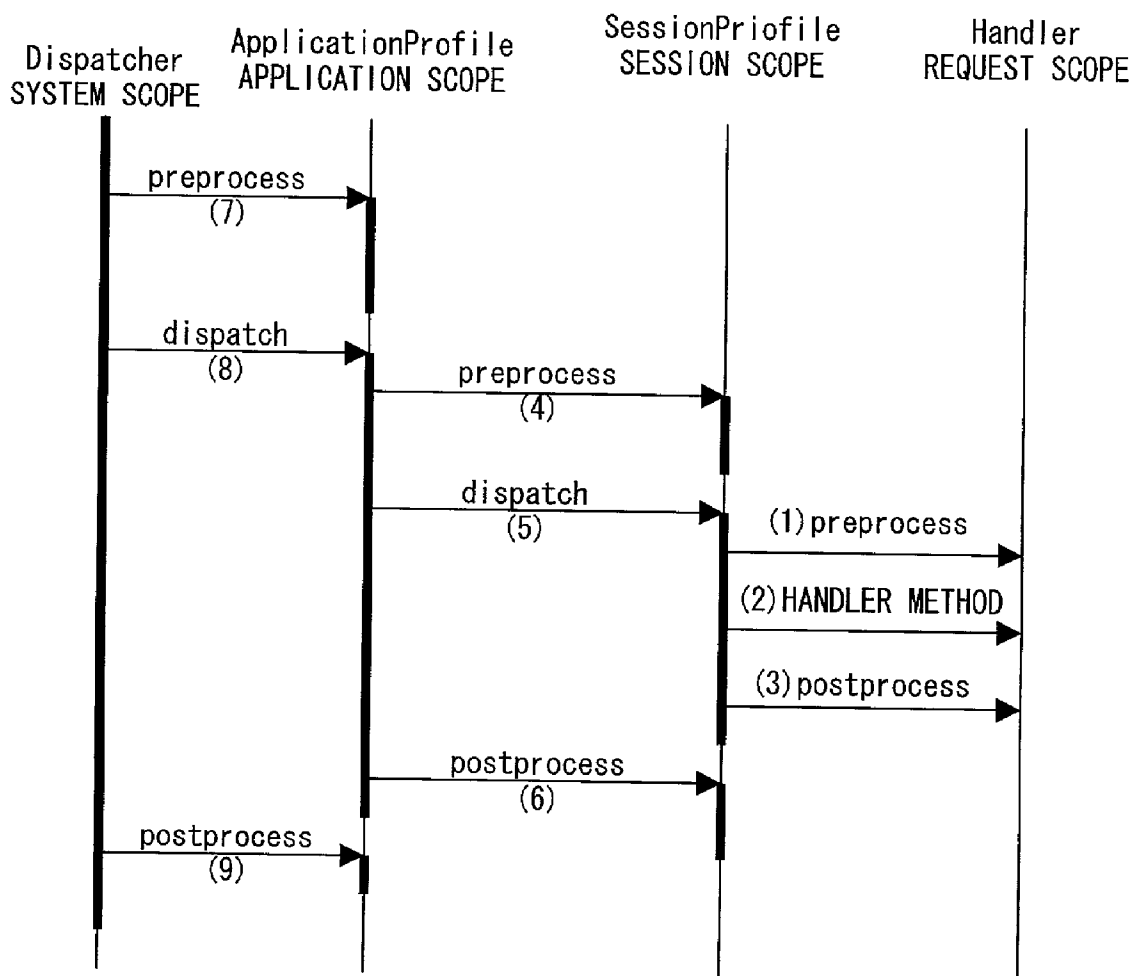 Dispatcher
SYSTEM SCOPE
ApplicationProfile
APPLICATION SCOPE
SessionPriofile
SESSION SCOPE
Handler
REQUEST SCOPE
preprocess
(7)
dispatch
(8)
preprocess
(4)
dispatch
(5)
(1)preprocess
(2)HANDLER METHOD
(3)postprocess
postprocess
(6)
postprocess
(9)